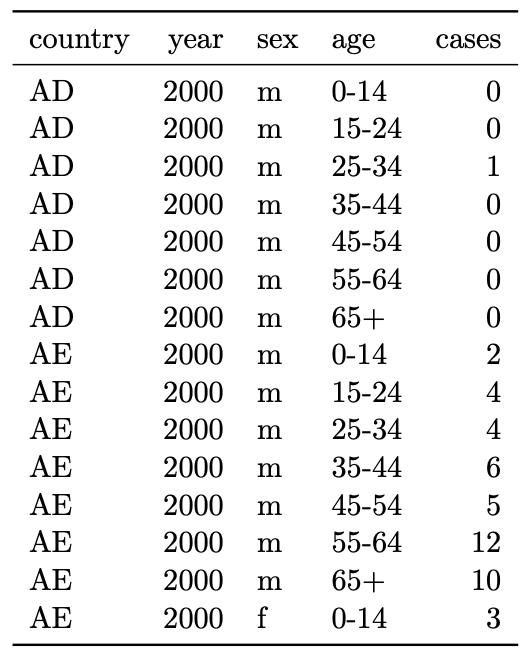 country year sex age cases
AD 2000 m 0-14 0
AD 2000 m 15-24 0
AD 2000 m 25-34 1
AD 2000 m 35-44 0
AD 2000 m 45-54 0
AD 2000 m 55-64 0
AD 2000 m 65+ 0
AE 2000 m 0-14 2
AE 2000 m 15-24 4
AE 2000 m 25-34 4
AE 2000 m 35-44 6
AE 2000 m 45-54 5
AE 2000 m 55-64 12
AE 2000 m 65+ 10
AE 2000 f 0-14 3